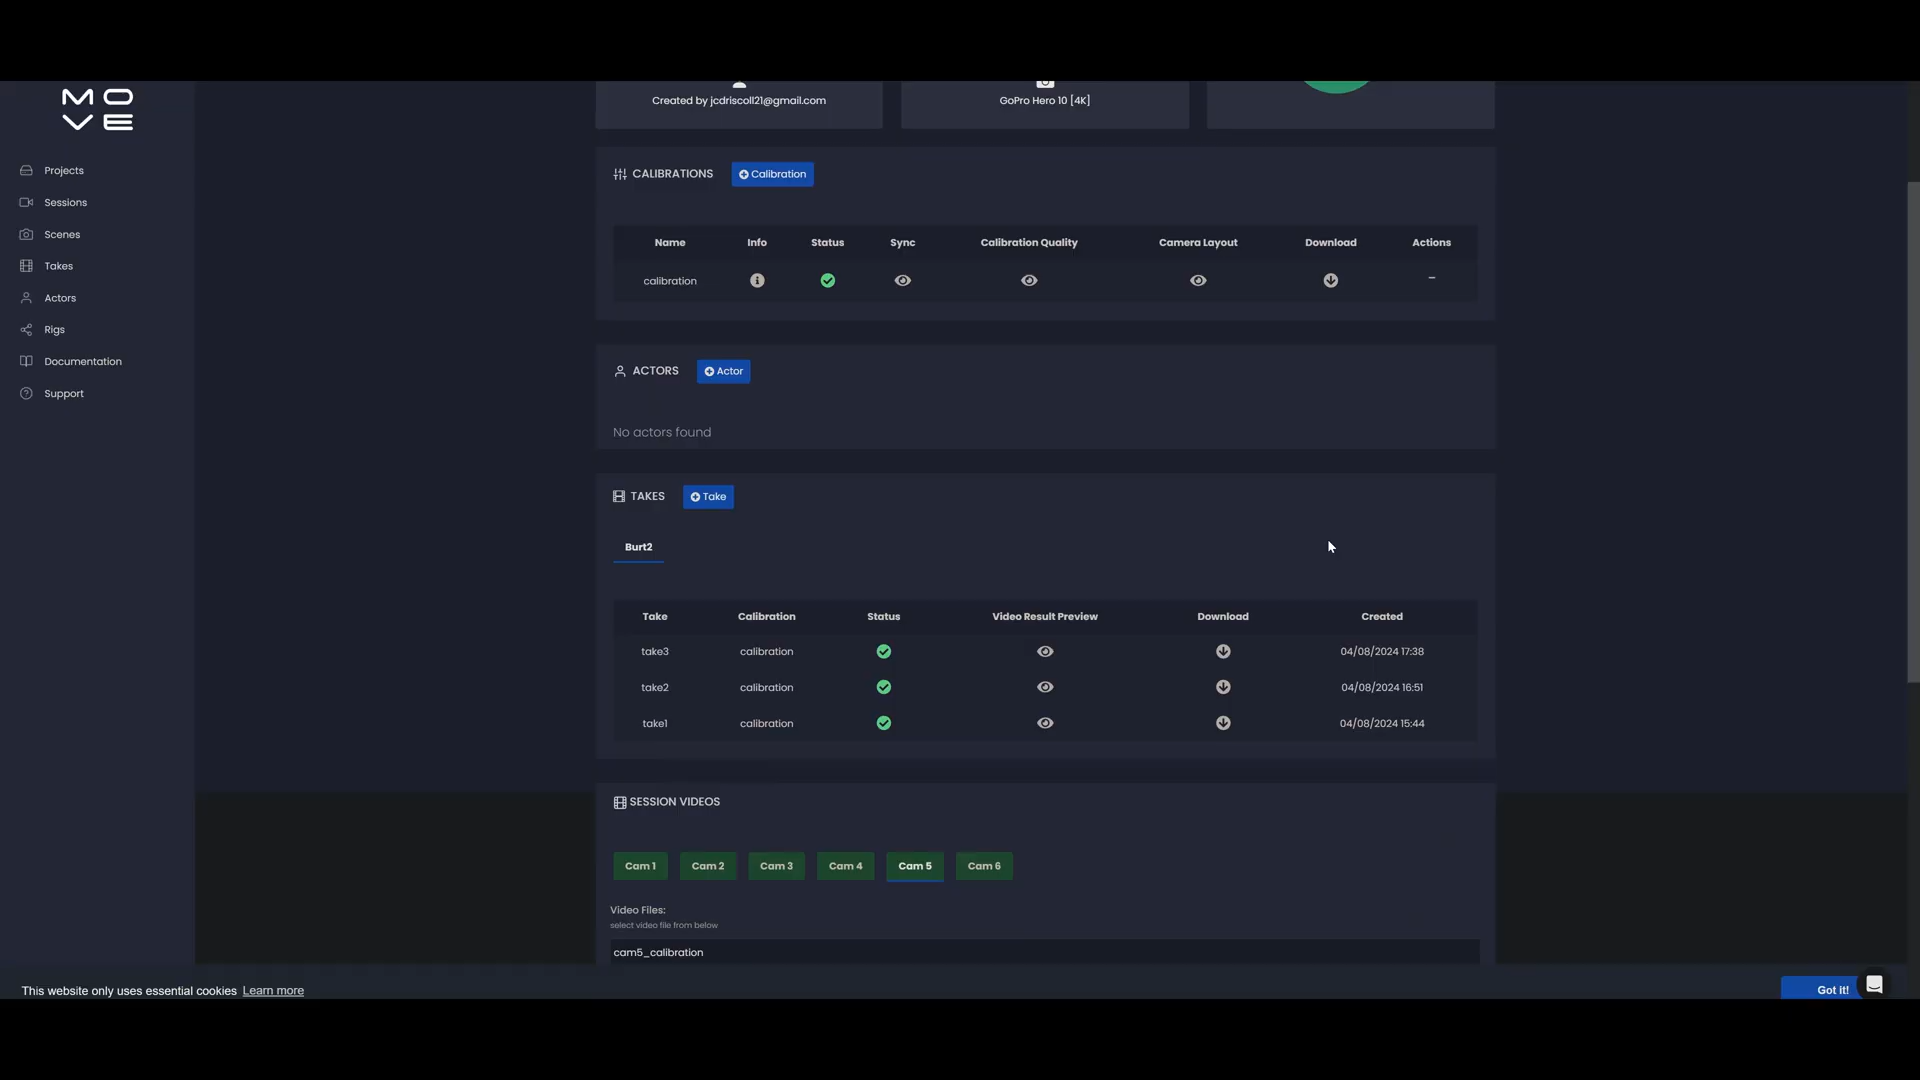 MO
VE
Projects
Sessions
Scenes
Takes
Actors
Rigs
Documentation
Support
Created by jcdriscoll21@gmail.com
GoPro Hero 10 [4K]
CALIBRATIONS
Calibration
Name Info Status Sync Calibration Quality Camera Layout Download Actions
calibration –
ACTORS
Actor
No actors found
TAKES
Take
Burt2
Take Calibration Status Video Result Preview Download Created
take3 calibration 04/08/2024 17:38
take2 calibration 04/08/2024 16:51
take1 calibration 04/08/2024 15:44
SESSION VIDEOS
Cam 1 Cam 2 Cam 3 Cam 4 Cam 5 Cam 6
Video Files:
select video file from below
cam5_calibration
This website only uses essential cookies Learn more
Got it!